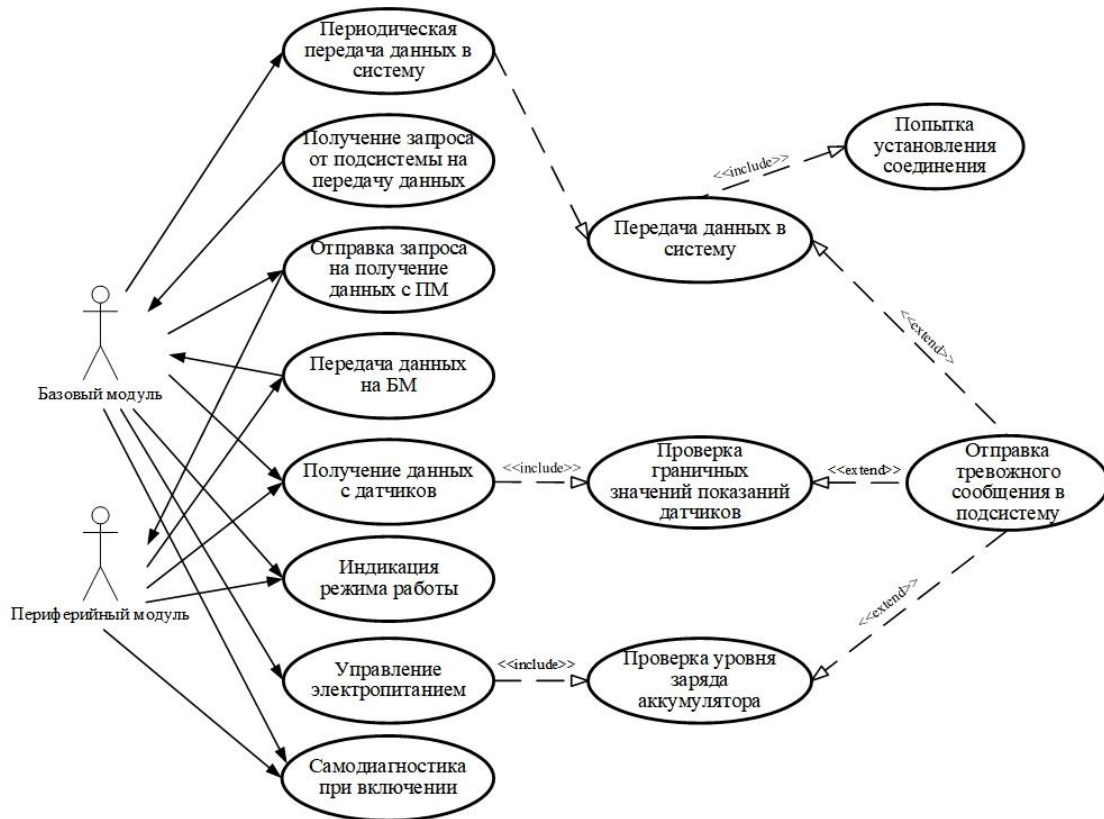 Периодическая
передача данных в
систему
Получение запроса
от подсистемы на
передачу данных
Попытка
установления
соединения
<<include>>
Передача данных в
систему
Отправка запроса
на получение
данных с ПМ
<<extend>>
Базовый модуль
Передача данных
на БМ
Получение данных
с датчиков
<<include>>
Проверка
граничных
значений показаний
датчиков
<<extend>>
Отправка
тревожного
сообщения в
подсистему
Периферийный модуль
Индикация
режима работы
<<extend>>
Управление
электропитанием
<<include>>
Проверка уровня
заряда
аккумулятора
Самодиагностика
при включении